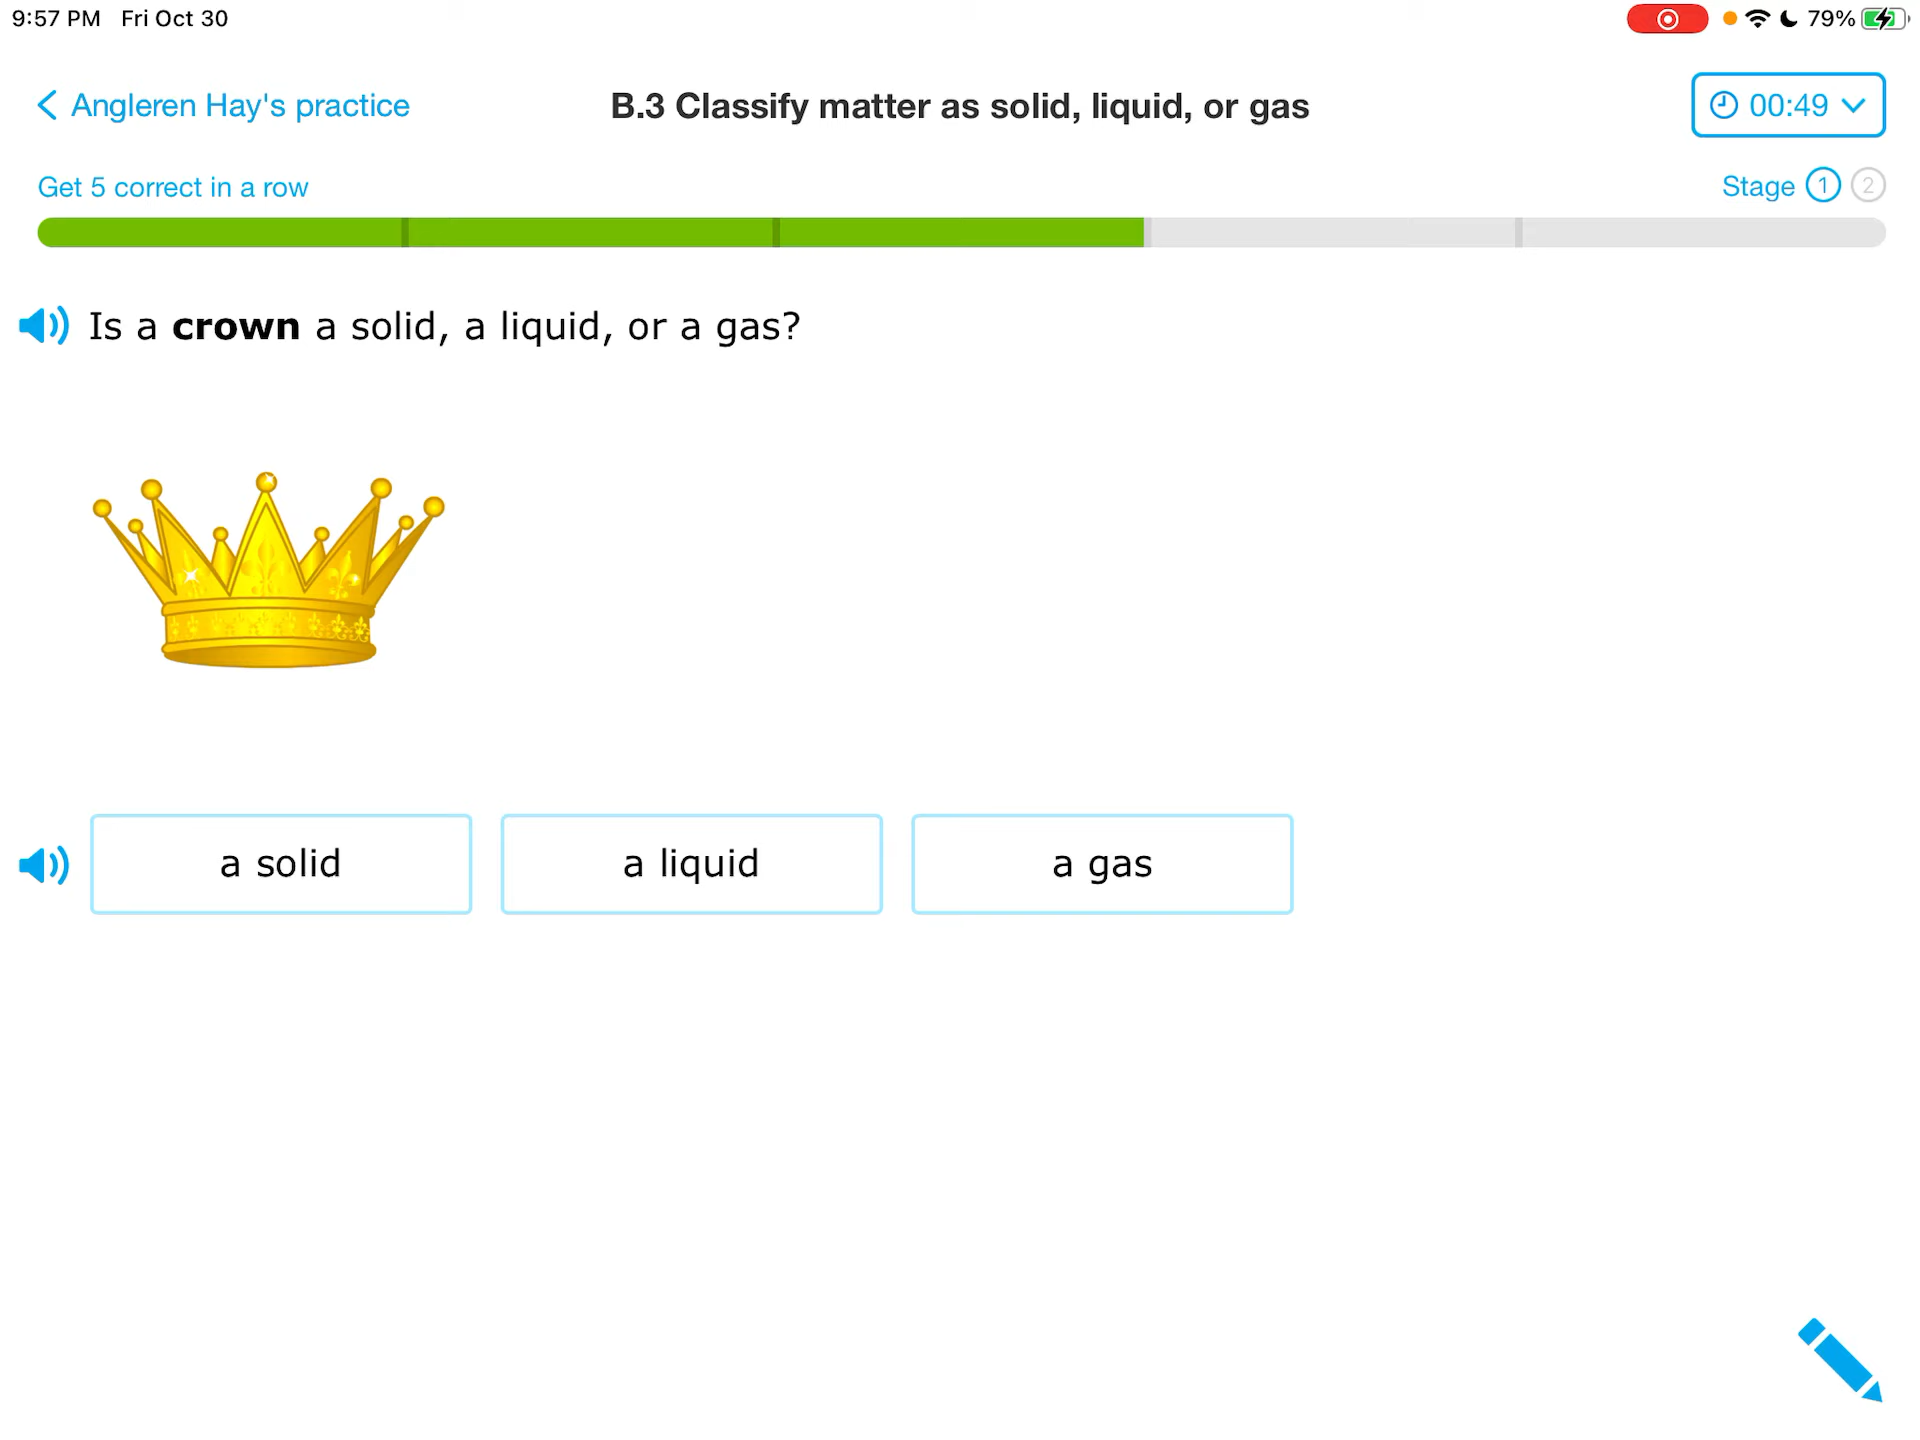 9:57 PM Fri Oct 30
79%
Angleren Hay's practice
B.3 Classify matter as solid, liquid, or gas
00:49
Get 5 correct in a row
Stage 1 2
Is a crown a solid, a liquid, or a gas?
a solid
a liquid
a gas